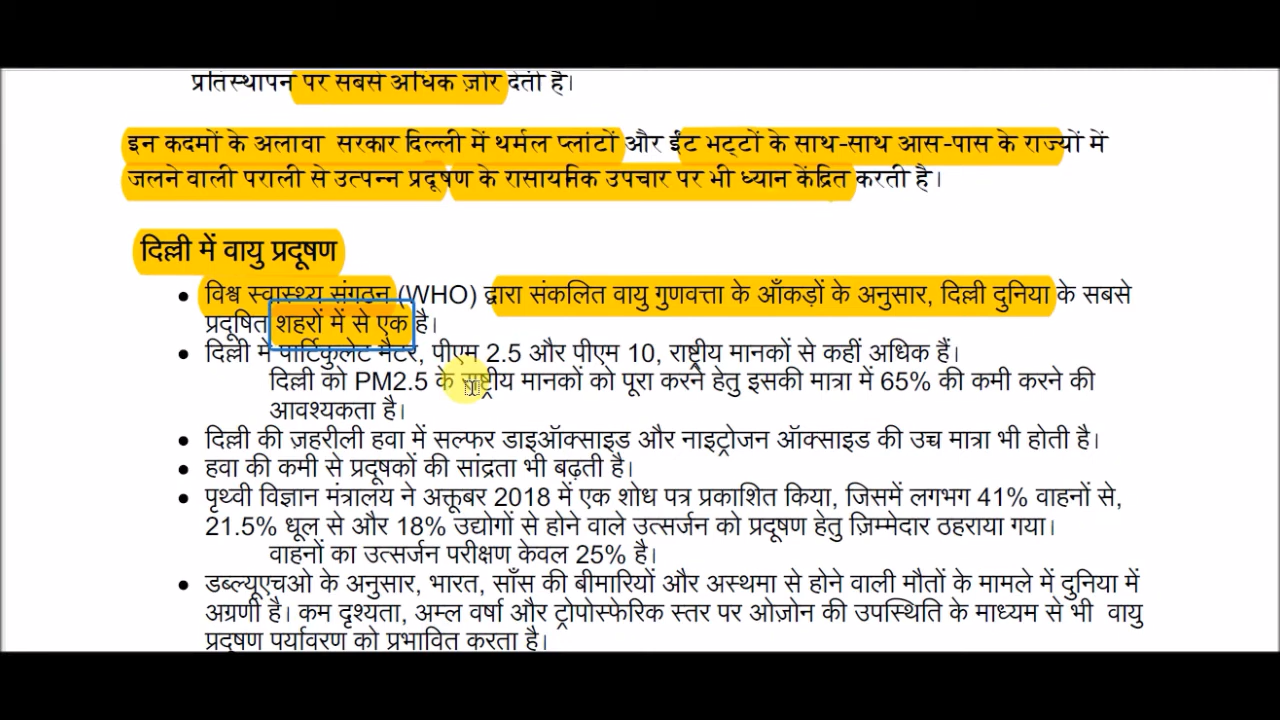 प्रतिस्थापन पर सबसे अधिक ज़ोर देती है।
इन कदमों के अलावा सरकार दिल्ली में थर्मल प्लांटों और ईंट भट्टों के साथ-साथ आस-पास के राज्यों में
जलने वाली पराली से उत्पन्न प्रदूषण के रासायनिक उपचार पर भी ध्यान केंद्रित करती है।
दिल्ली में वायु प्रदूषण
• विश्व स्वास्थ्य संगठन (WHO) द्वारा संकलित वायु गुणवत्ता के आँकड़ों के अनुसार, दिल्ली दुनिया के सबसे
प्रदूषित शहरों में से एक है।
• दिल्ली में पार्टिकुलेट मैटर, पीएम 2.5 और पीएम 10, राष्ट्रीय मानकों से कहीं अधिक हैं।
दिल्ली को PM2.5 के राष्ट्रीय मानकों को पूरा करने हेतु इसकी मात्रा में 65% की कमी करने की
आवश्यकता है।
• दिल्ली की ज़हरीली हवा में सल्फर डाइऑक्साइड और नाइट्रोजन ऑक्साइड की उच्च मात्रा भी होती है।
• हवा की कमी से प्रदूषकों की सांद्रता भी बढ़ती है।
• पृथ्वी विज्ञान मंत्रालय ने अक्तूबर 2018 में एक शोध पत्र प्रकाशित किया, जिसमें लगभग 41% वाहनों से,
21.5% धूल से और 18% उद्योगों से होने वाले उत्सर्जन को प्रदूषण हेतु ज़िम्मेदार ठहराया गया।
वाहनों का उत्सर्जन परीक्षण केवल 25% है।
• डब्ल्यूएचओ के अनुसार, भारत, साँस की बीमारियों और अस्थमा से होने वाली मौतों के मामले में दुनिया में
अग्रणी है। कम दृश्यता, अम्ल वर्षा और ट्रोपोस्फेरिक स्तर पर ओज़ोन की उपस्थिति के माध्यम से भी वायु
प्रदूषण पर्यावरण को प्रभावित करता है।